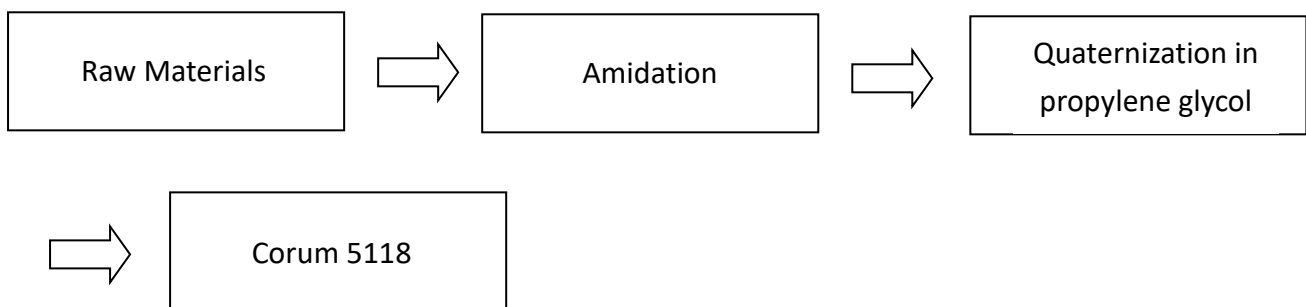 Raw Materials
Amidation
Quaternization in
propylene glycol
Corum 5118